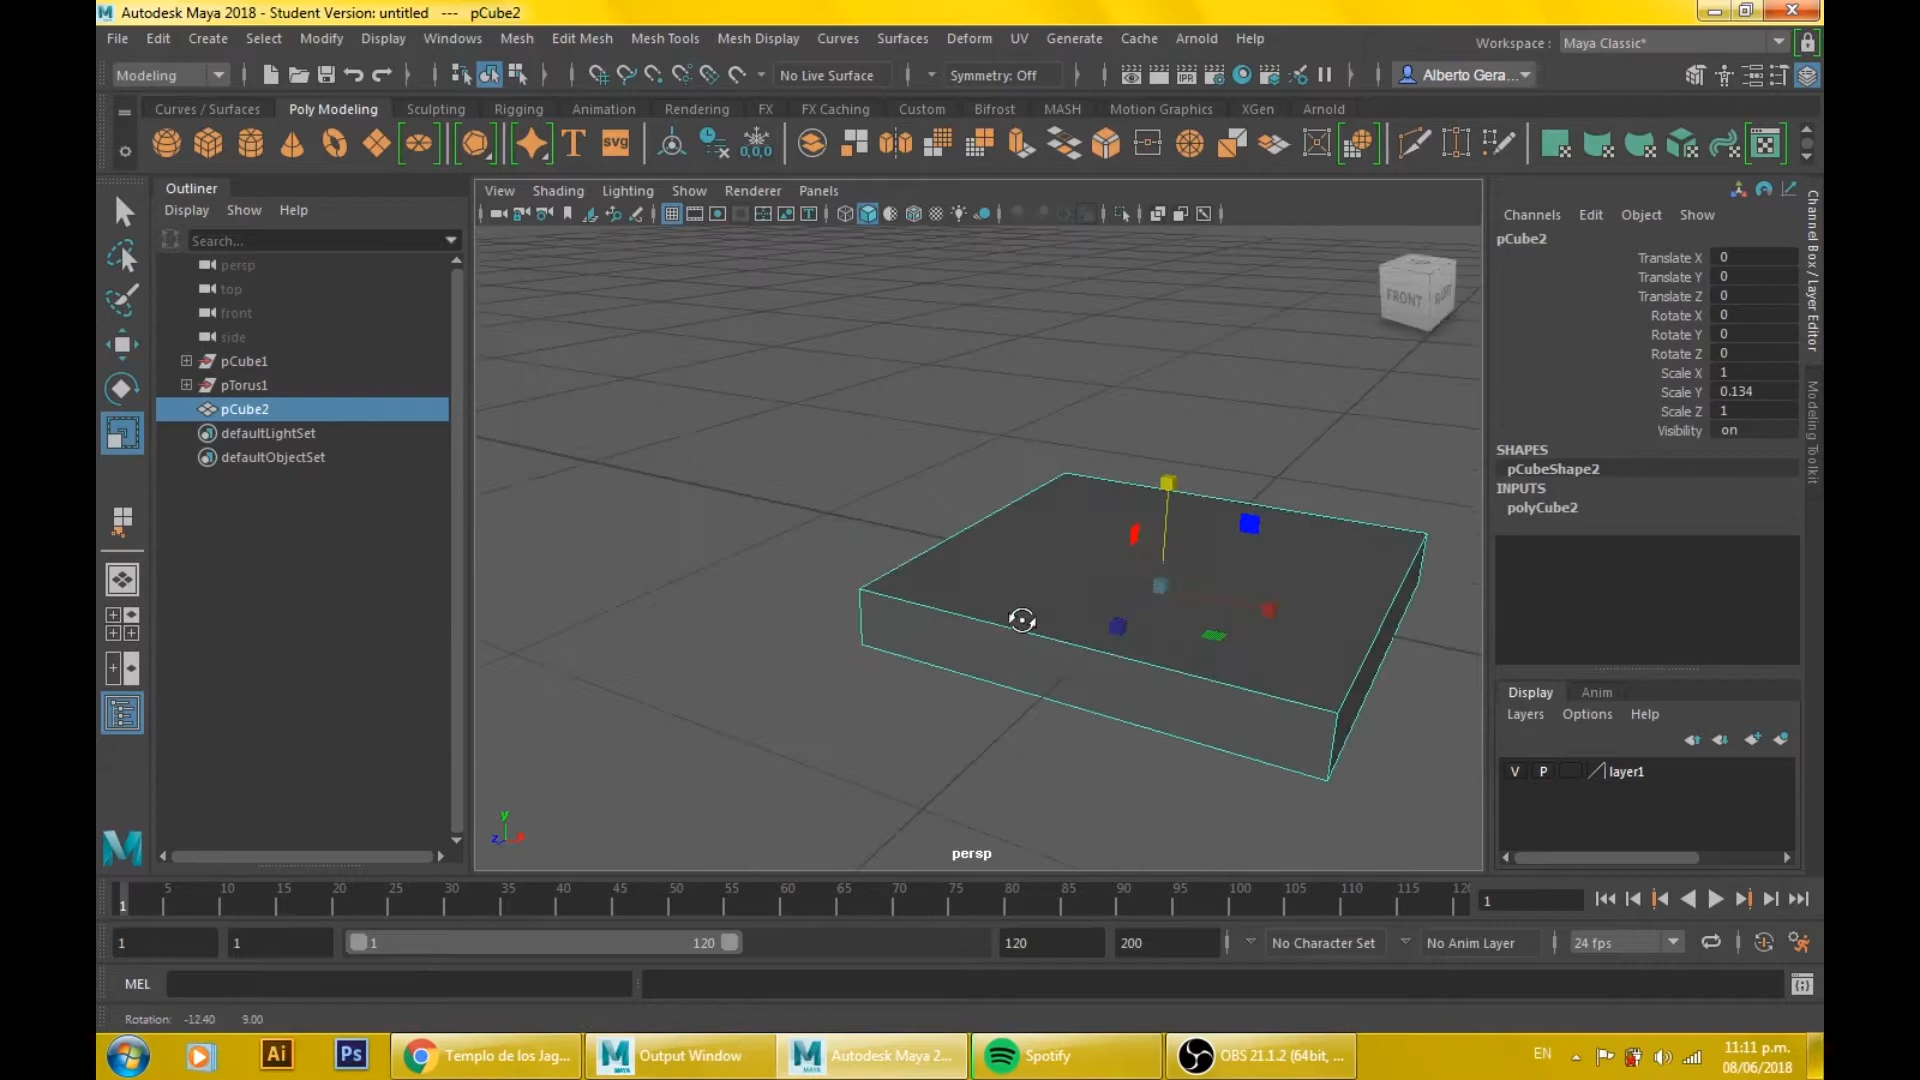 Autodesk Maya 2018 - Student Version: untitled --- pCube2
File Edit Create Select Modify Display Windows Mesh Edit Mesh Mesh Tools Mesh Display Curves Surfaces Deform UV Generate Cache Arnold Help
Workspace : Maya Classic*
Modeling No Live Surface Symmetry: Off Alberto Gera...
IPR
Curves / Surfaces Poly Modeling Sculpting Rigging Animation Rendering FX FX Caching Custom Bifrost MASH Motion Graphics XGen Arnold
T SVG 0,0,0
Outliner
Display Show Help
Search...
persp
top
front
side
pCube1
pTorus1
pCube2
defaultLightSet
defaultObjectSet
View Shading Lighting Show Renderer Panels
FRONT
y
z
persp
Channels Edit Object Show
pCube2
Translate X 0
Translate Y 0
Translate Z 0
Rotate X 0
Rotate Y 0
Rotate Z 0
Scale X 1
Scale Y 0.134
Scale Z 1
Visibility on
SHAPES
pCubeShape2
INPUTS
polyCube2
Channel Box / Layer Editor
Modeling Toolkit
Display Anim
Layers Options Help
V P layer1
5 10 15 20 25 30 35 40 45 50 55 60 65 70 75 80 85 90 95 100 105 110 115 120
1
1
1 1 1 120 120 200 No Character Set No Anim Layer 24 fps
MEL
Rotation: -12.40 9.00
Ai Ps Templo de los Jag... Output Window Autodesk Maya 2... Spotify OBS 21.1.2 (64bit, ...
EN
11:11 p.m.
08/06/2018